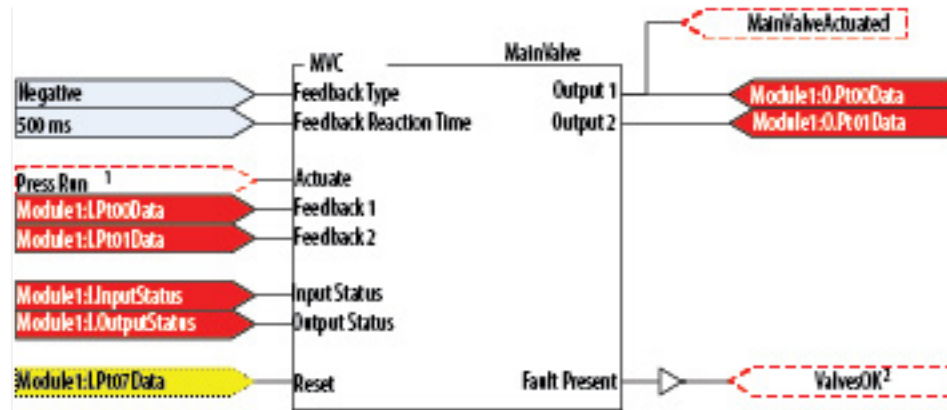 MainValveActuated
MVC MainValve
Negative Feedback Type Output 1 Module1:O.Pt00Data
500 ms Feedback Reaction Time Output 2 Module1:O.Pt01Data
Press Run 1 Actuate
Module1:I.Pt00Data Feedback 1
Module1:I.Pt01Data Feedback 2
Module1:I.InputStatus Input Status
Module1:I.OutputStatus Output Status
Module1:I.Pt07Data Reset Fault Present ValvesOK2